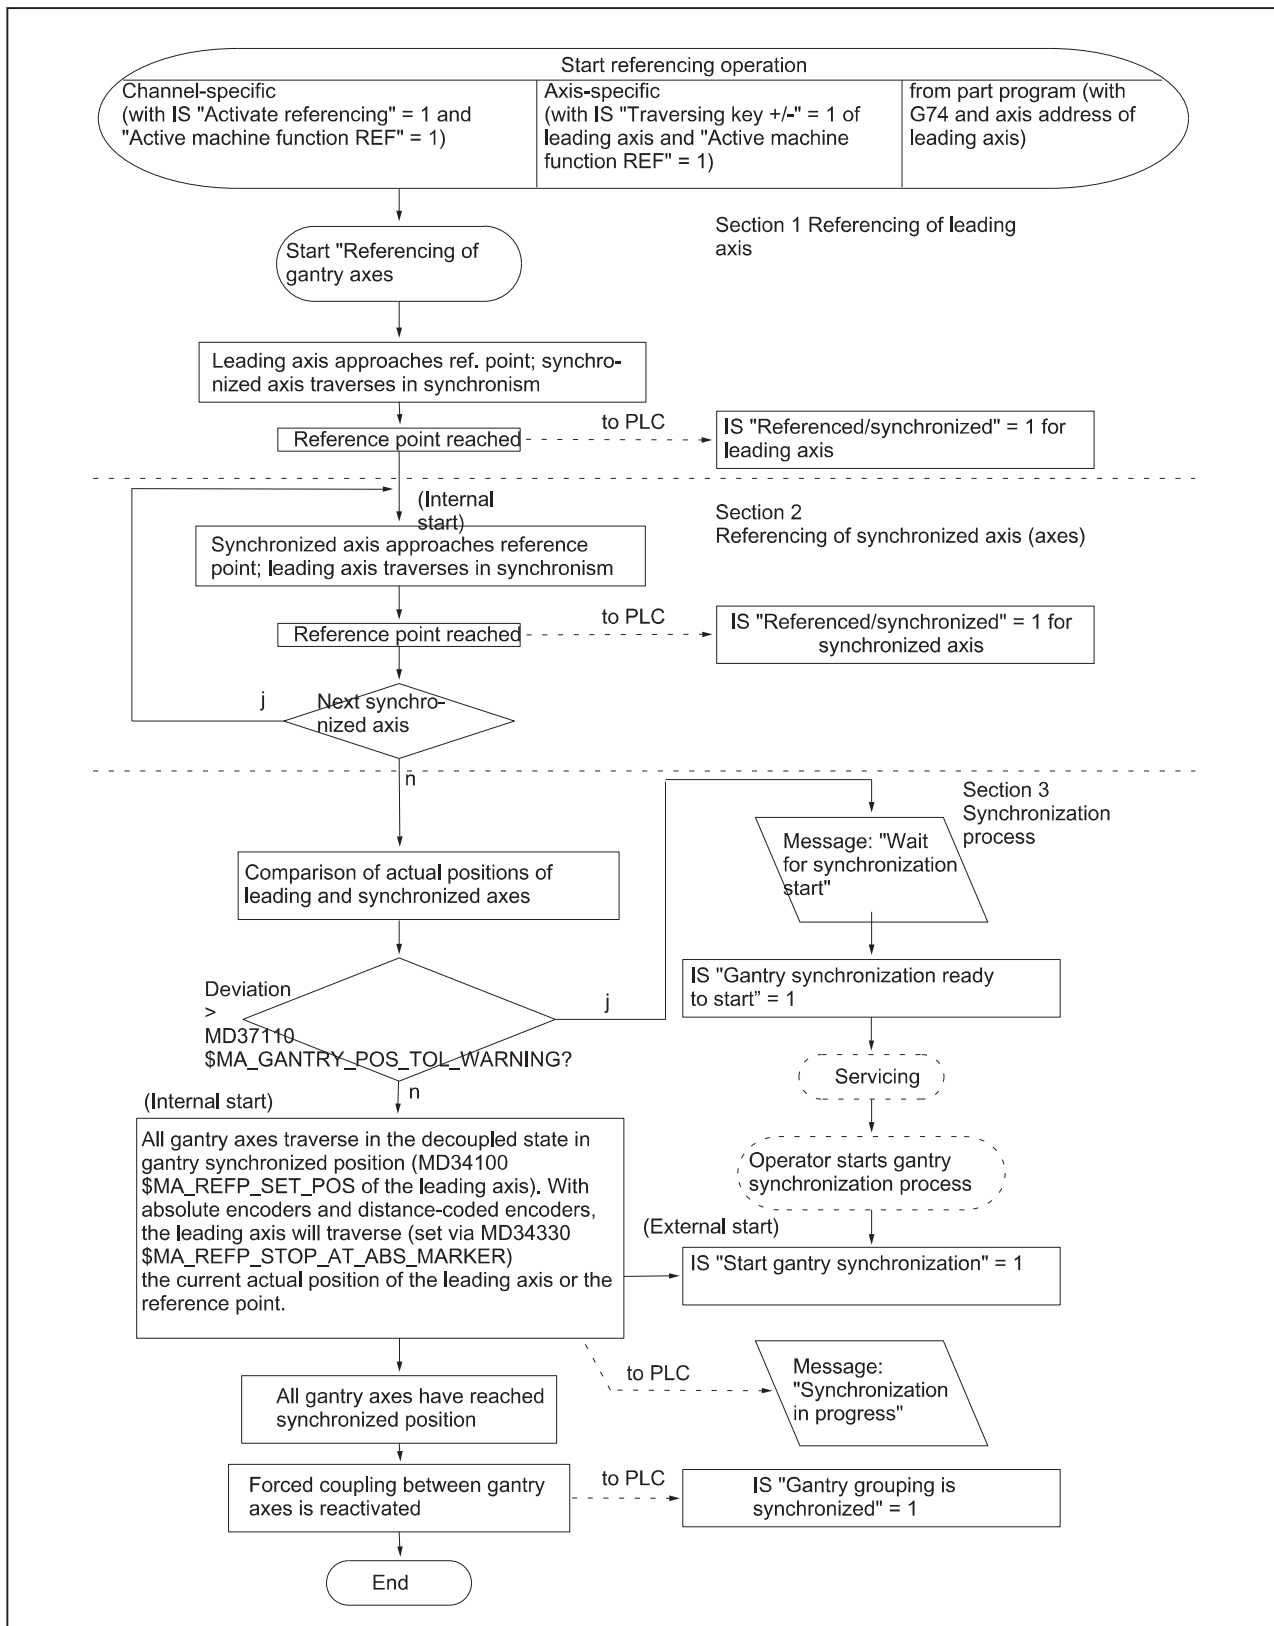 Start referencing operation
Channel-specific
(with IS "Activate referencing" = 1 and
"Active machine function REF" = 1)
Axis-specific
(with IS "Traversing key +/-" = 1 of
leading axis and "Active machine
function REF" = 1)
from part program (with
G74 and axis address of
leading axis)
Section 1 Referencing of leading
axis
Start "Referencing of
gantry axes
Leading axis approaches ref. point; synchro-
nized axis traverses in synchronism
Reference point reached
to PLC
IS "Referenced/synchronized" = 1 for
leading axis
(Internal
start)
Section 2
Referencing of synchronized axis (axes)
Synchronized axis approaches reference
point; leading axis traverses in synchronism
Reference point reached
to PLC
IS "Referenced/synchronized" = 1 for
synchronized axis
j
Next synchro-
nized axis
n
Section 3
Synchronization
process
Message: "Wait
for synchronization
start"
Comparison of actual positions of
leading and synchronized axes
IS "Gantry synchronization ready
to start” = 1
Deviation
>
MD37110
$MA_GANTRY_POS_TOL_WARNING?
j
n
Servicing
Operator starts gantry
synchronization process
(Internal start)
All gantry axes traverse in the decoupled state in
gantry synchronized position (MD34100
$MA_REFP_SET_POS of the leading axis). With
absolute encoders and distance-coded encoders,
the leading axis will traverse (set via MD34330
$MA_REFP_STOP_AT_ABS_MARKER)
the current actual position of the leading axis or the
reference point.
(External start)
IS "Start gantry synchronization" = 1
to PLC
Message:
"Synchronization
in progress"
All gantry axes have reached
synchronized position
Forced coupling between gantry
axes is reactivated
to PLC
IS "Gantry grouping is
synchronized" = 1
End